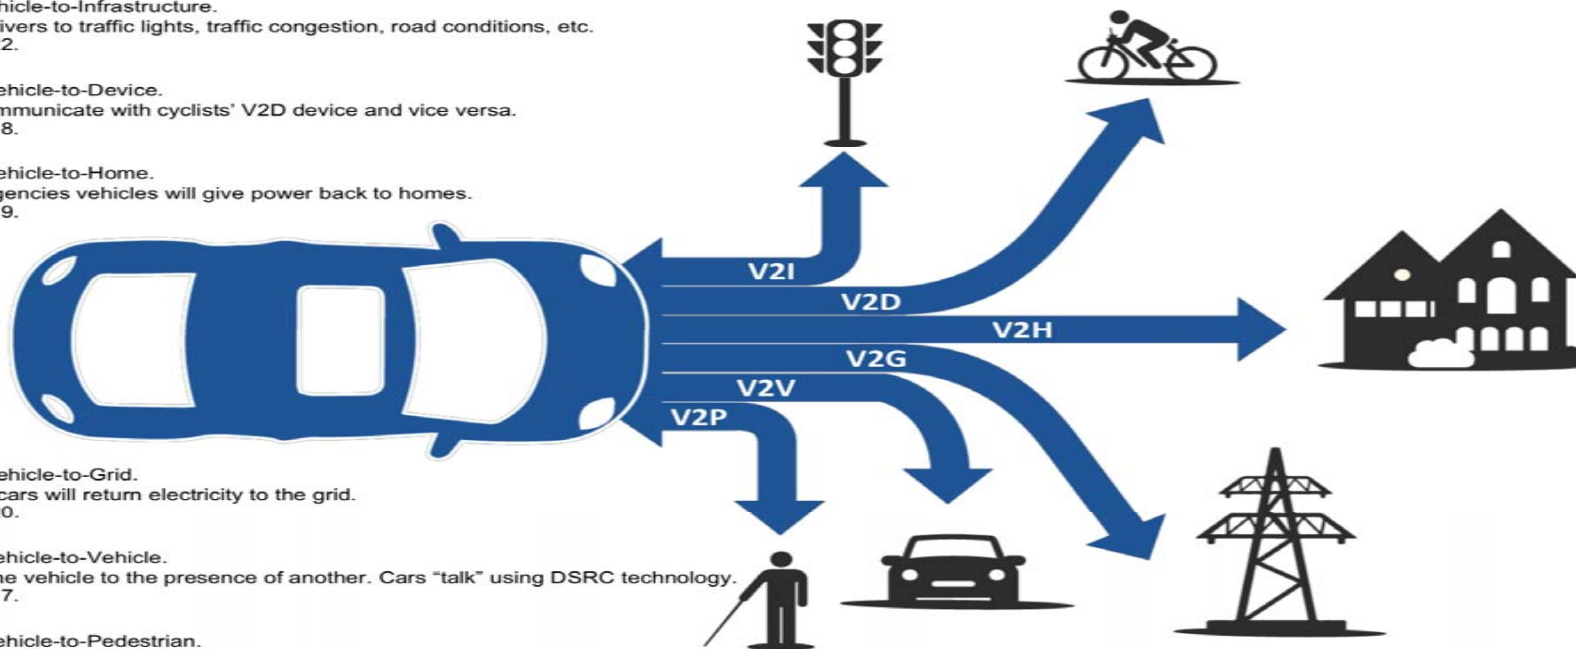 hicle-to-Infrastructure.
ivers to traffic lights, traffic congestion, road conditions, etc.
2.
ehicle-to-Device.
mmunicate with cyclists' V2D device and vice versa.
8.
ehicle-to-Home.
gencies vehicles will give power back to homes.
9.
V2I
V2D
V2H
V2G
V2V
V2P
ehicle-to-Grid.
cars will return electricity to the grid.
0.
ehicle-to-Vehicle.
ne vehicle to the presence of another. Cars “talk” using DSRC technology.
7.
ehicle-to-Pedestrian.